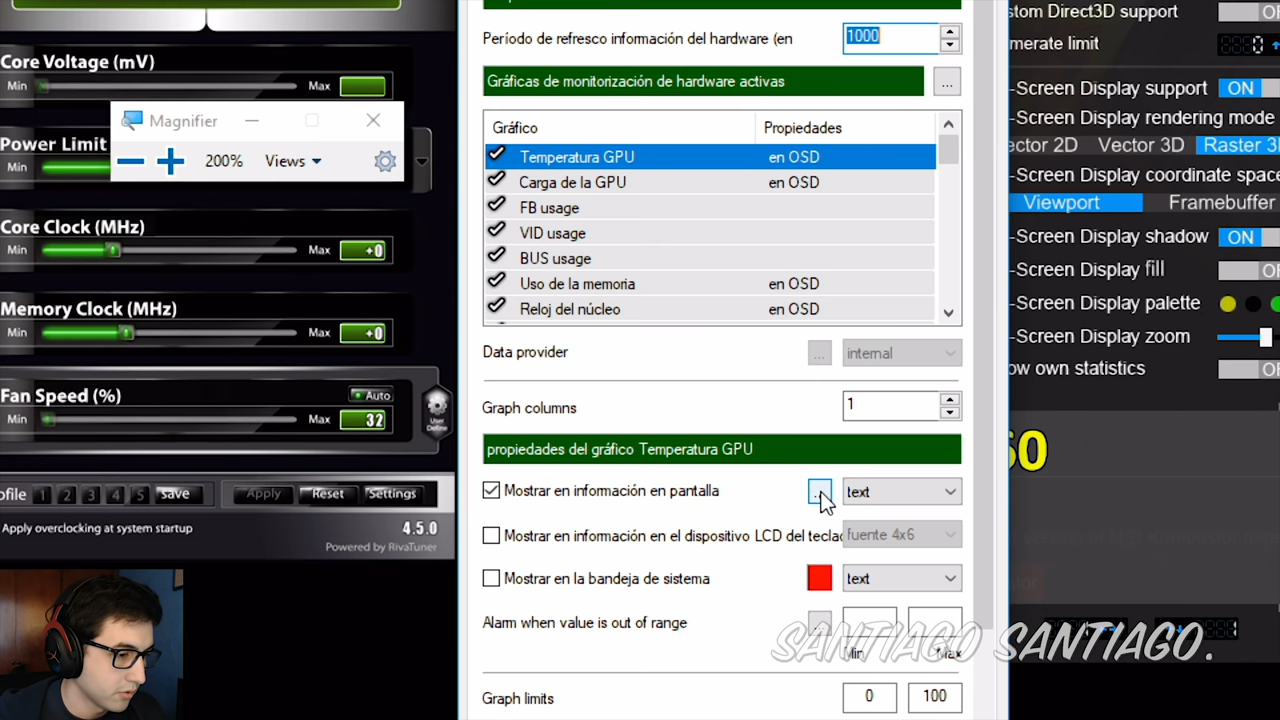 Core Voltage (mV)
Min
Max
Magnifier
200%
Views
Power Limit
Min
Core Clock (MHz)
Min
Max
+0
Memory Clock (MHz)
Min
Max
+0
Fan Speed (%)
Auto
Min
Max
32
User
Define
ofile
1 2 3 4 5
Save
Apply
Reset
Settings
Apply overclocking at system startup
4.5.0
Powered by RivaTuner
Período de refresco información del hardware (en
1000
Gráficas de monitorización de hardware activas
...
Gráfico
Propiedades
Temperatura GPU
en OSD
Carga de la GPU
en OSD
FB usage
VID usage
BUS usage
Uso de la memoria
en OSD
Reloj del núcleo
en OSD
Data provider
...
internal
Graph columns
1
propiedades del gráfico Temperatura GPU
Mostrar en información en pantalla
...
text
Mostrar en información en el dispositivo LCD del teclac
fuente 4x6
Mostrar en la bandeja de sistema
text
Alarm when value is out of range
Min
Max
Graph limits
0
100
stom Direct3D support
OF
merate limit
0
-Screen Display support
ON
-Screen Display rendering mode
ector 2D
Vector 3D
Raster 3
-Screen Display coordinate space
Viewport
Framebuffer
-Screen Display shadow
ON
-Screen Display fill
OF
-Screen Display palette
-Screen Display zoom
ow own statistics
OF
60
SANTIAGO SANTIAGO.